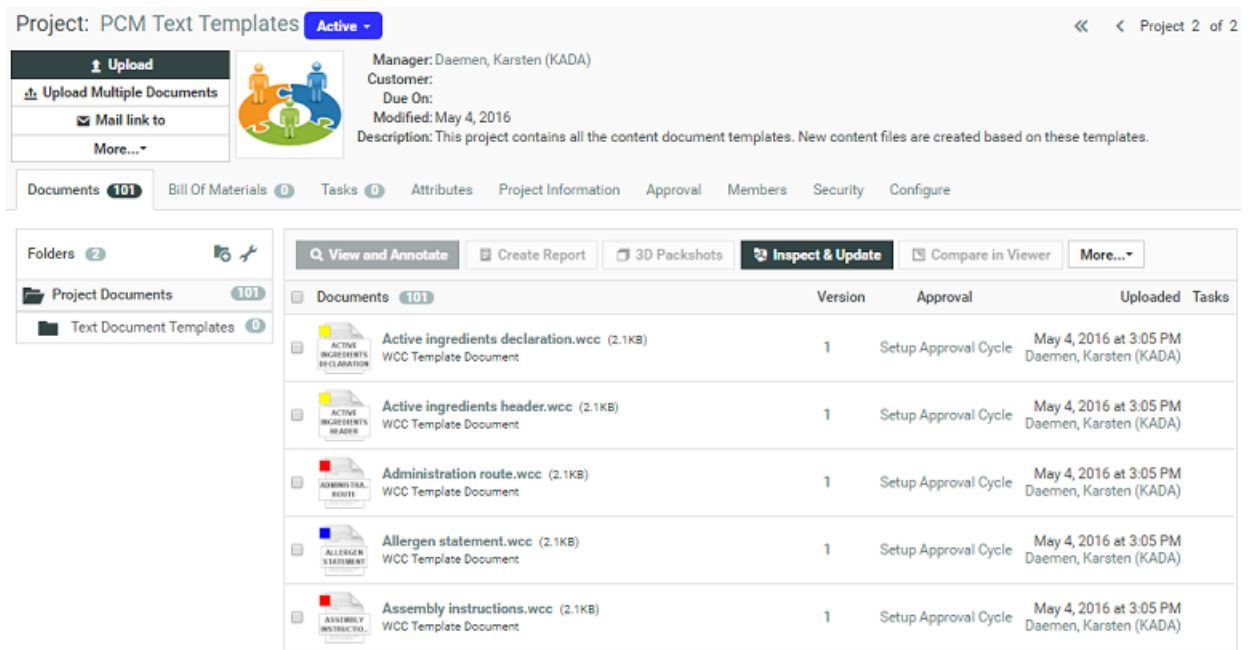 Project: PCM Text Templates Active
Project 2 of 2
Upload
Upload Multiple Documents
Mail link to
More...
Manager: Daemen, Karsten (KADA)
Customer:
Due On:
Modified: May 4, 2016
Description: This project contains all the content document templates. New content files are created based on these templates.
Documents 101 Bill Of Materials 0 Tasks 0 Attributes Project Information Approval Members Security Configure
Folders 2
Project Documents 101
Text Document Templates 0
View and Annotate Create Report 3D Packshots Inspect & Update Compare in Viewer More...
Documents 101 Version Approval Uploaded Tasks
ACTIVE
INGREDIENTS
DECLARATION
Active ingredients declaration.wcc (2.1KB)
WCC Template Document
1
Setup Approval Cycle
May 4, 2016 at 3:05 PM
Daemen, Karsten (KADA)
ACTIVE
INGREDIENTS
HEADER
Active ingredients header.wcc (2.1KB)
WCC Template Document
1
Setup Approval Cycle
May 4, 2016 at 3:05 PM
Daemen, Karsten (KADA)
ADMINISTRA..
ROUTE
Administration route.wcc (2.1KB)
WCC Template Document
1
Setup Approval Cycle
May 4, 2016 at 3:05 PM
Daemen, Karsten (KADA)
ALLERGEN
STATEMENT
Allergen statement.wcc (2.1KB)
WCC Template Document
1
Setup Approval Cycle
May 4, 2016 at 3:05 PM
Daemen, Karsten (KADA)
ASSEMBLY
INSTRUCTIO..
Assembly instructions.wcc (2.1KB)
WCC Template Document
1
Setup Approval Cycle
May 4, 2016 at 3:05 PM
Daemen, Karsten (KADA)